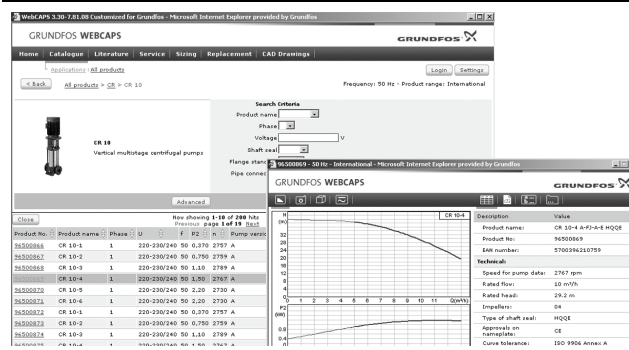 WebCAPS 3.30-7.81.08 Customized for Grundfos - Microsoft Internet Explorer provided by Grundfos
GRUNDFOS WEBCAPS
GRUNDFOS
Home Catalogue Literature Service Sizing Replacement CAD Drawings
Applications All products
Login Settings
< Back All products > CR > CR 10
Frequency: 50 Hz - Product range: International
Search Criteria
Product name
Phase
Voltage V
Shaft seal
Flange stand
Pipe connec
CR 10
Vertical multistage centrifugal pumps
Advanced
Close
Now showing 1-10 of 200 hits
Previous page 1 of 19 Next
Product No. Product name Phase U f P2 n Pump versio
96500866 CR 10-1 1 220-230/240 50 0,370 2757 A
96500867 CR 10-2 1 220-230/240 50 0,750 2759 A
96500868 CR 10-3 1 220-230/240 50 1,10 2789 A
CR 10-4 1 220-230/240 50 1,50 2767 A
96500870 CR 10-5 1 220-230/240 50 2,20 2730 A
96500871 CR 10-6 1 220-230/240 50 2,20 2730 A
96500872 CR 10-1 1 220-230/240 50 0,370 2757 A
96500873 CR 10-2 1 220-230/240 50 0,750 2759 A
96500874 CR 10-3 1 220-230/240 50 1,10 2789 A
96500875 CR 10-4 1 220-230/240 50 1,50 2767 A
96500869 - 50 Hz - International - Microsoft Internet Explorer provided by Grundfos
GRUNDFOS WEBCAPS
GRUNDFOS
H
(m)
CR 10-4
32
28
24
20
16
12
8
4
0
0 1 2 3 4 5 6 7 8 9 10 11 Q(m³/h)
P2
(kW)
0.8
0.4
0
Description Value
Product name: CR 10-4 A-FJ-A-E HQQE
Product No: 96500869
EAN number: 5700396210759
Technical:
Speed for pump data: 2767 rpm
Rated flow: 10 m³/h
Rated head: 29.2 m
Impellers: 04
Type of shaft seal: HQQE
Approvals on
nameplate: CE
Curve tolerance: ISO 9906 Annex A